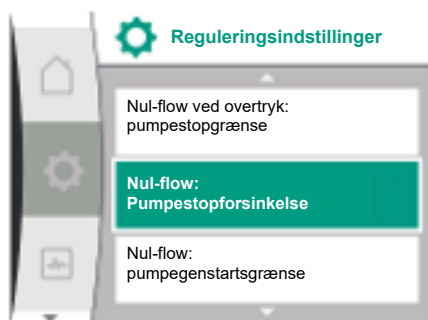 Reguleringsindstillinger
Nul-flow ved overtryk:
pumpestopgrænse
Nul-flow:
Pumpestopforsinkelse
Nul-flow:
pumpegenstartsgrænse